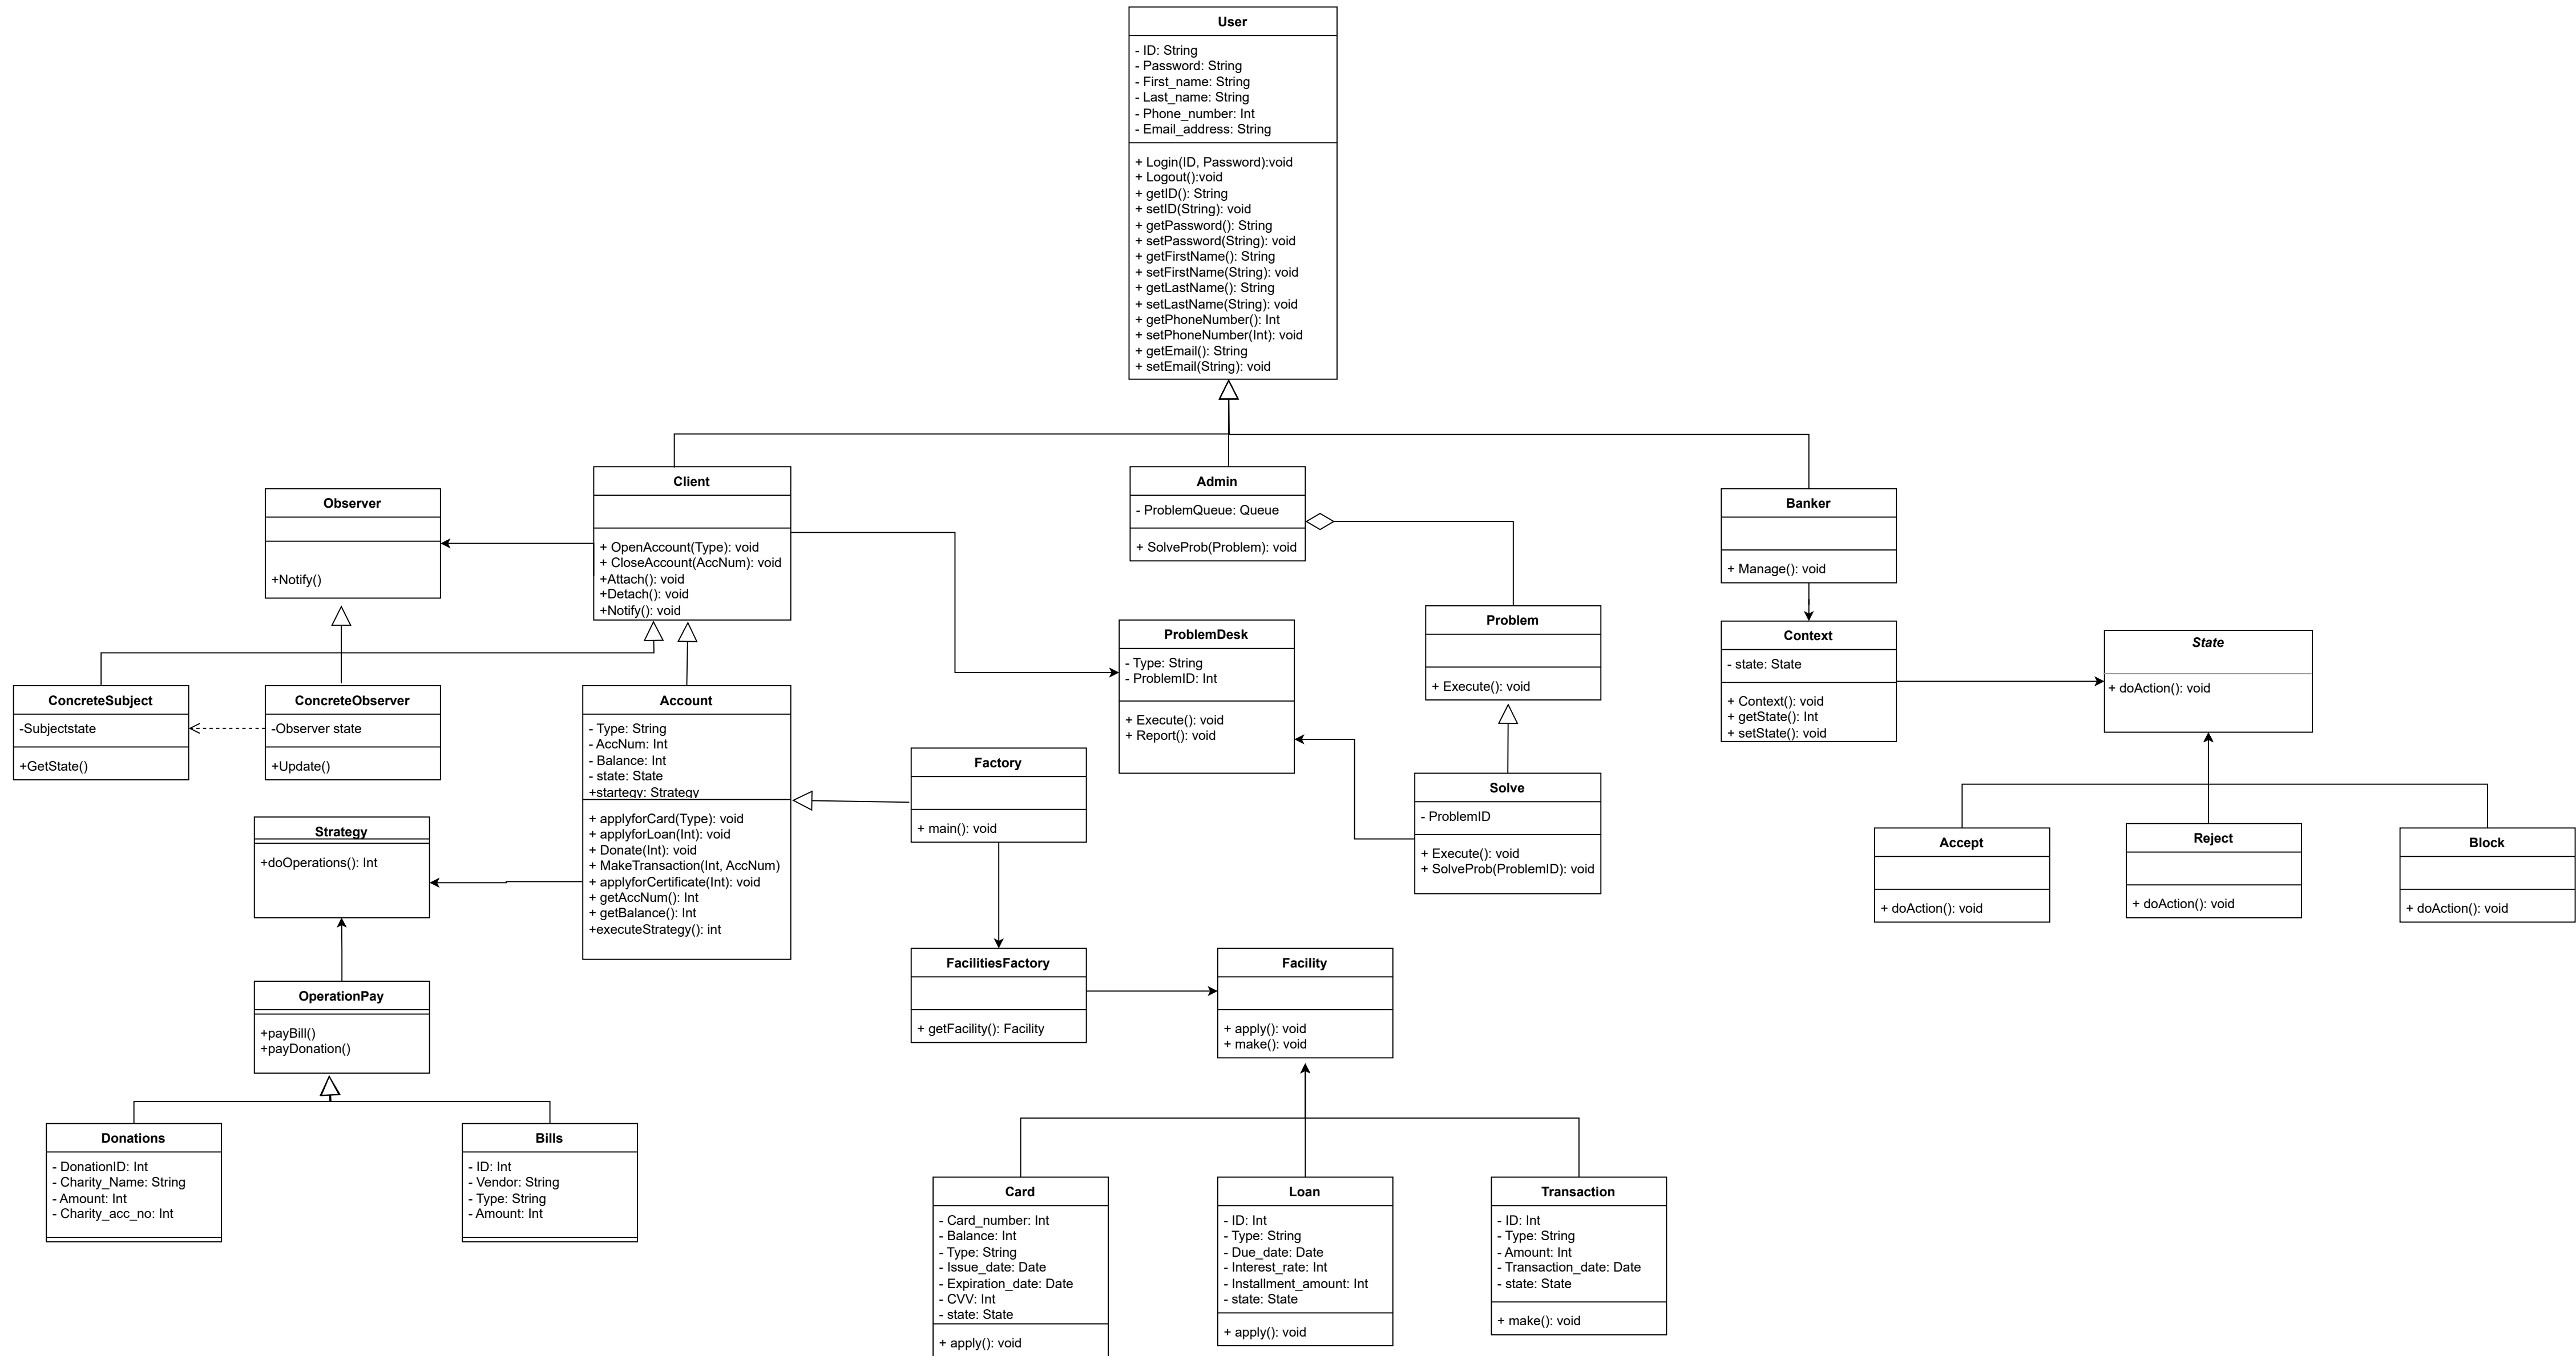 User
- ID: String
- Password: String
- First_name: String
- Last_name: String
- Phone_number: Int
- Email_address: String
+ Login(ID, Password):void
+ Logout():void
+ getID(): String
+ setID(String): void
+ getPassword(): String
+ setPassword(String): void
+ getFirstName(): String
+ setFirstName(String): void
+ getLastName(): String
+ setLastName(String): void
+ getPhoneNumber(): Int
+ setPhoneNumber(Int): void
+ getEmail(): String
+ setEmail(String): void
Observer
+Notify()
Client
+ OpenAccount(Type): void
+ CloseAccount(AccNum): void
+Attach(): void
+Detach(): void
+Notify(): void
Admin
- ProblemQueue: Queue
+ SolveProb(Problem): void
Banker
+ Manage(): void
ProblemDesk
- Type: String
- ProblemID: Int
+ Execute(): void
+ Report(): void
Problem
+ Execute(): void
Context
- state: State
+ Context(): void
+ getState(): Int
+ setState(): void
State
+ doAction(): void
ConcreteSubject
-Subjectstate
+GetState()
ConcreteObserver
-Observer state
+Update()
Account
- Type: String
- AccNum: Int
- Balance: Int
- state: State
+startegy: Strategy
+ applyforCard(Type): void
+ applyforLoan(Int): void
+ Donate(Int): void
+ MakeTransaction(Int, AccNum)
+ applyforCertificate(Int): void
+ getAccNum(): Int
+ getBalance(): Int
+executeStrategy(): int
Factory
+ main(): void
Solve
- ProblemID
+ Execute(): void
+ SolveProb(ProblemID): void
Strategy
+doOperations(): Int
Accept
+ doAction(): void
Reject
+ doAction(): void
Block
+ doAction(): void
OperationPay
+payBill()
+payDonation()
FacilitiesFactory
+ getFacility(): Facility
Facility
+ apply(): void
+ make(): void
Donations
- DonationID: Int
- Charity_Name: String
- Amount: Int
- Charity_acc_no: Int
Bills
- ID: Int
- Vendor: String
- Type: String
- Amount: Int
Card
- Card_number: Int
- Balance: Int
- Type: String
- Issue_date: Date
- Expiration_date: Date
- CVV: Int
- state: State
+ apply(): void
Loan
- ID: Int
- Type: String
- Due_date: Date
- Interest_rate: Int
- Installment_amount: Int
- state: State
+ apply(): void
Transaction
- ID: Int
- Type: String
- Amount: Int
- Transaction_date: Date
- state: State
+ make(): void